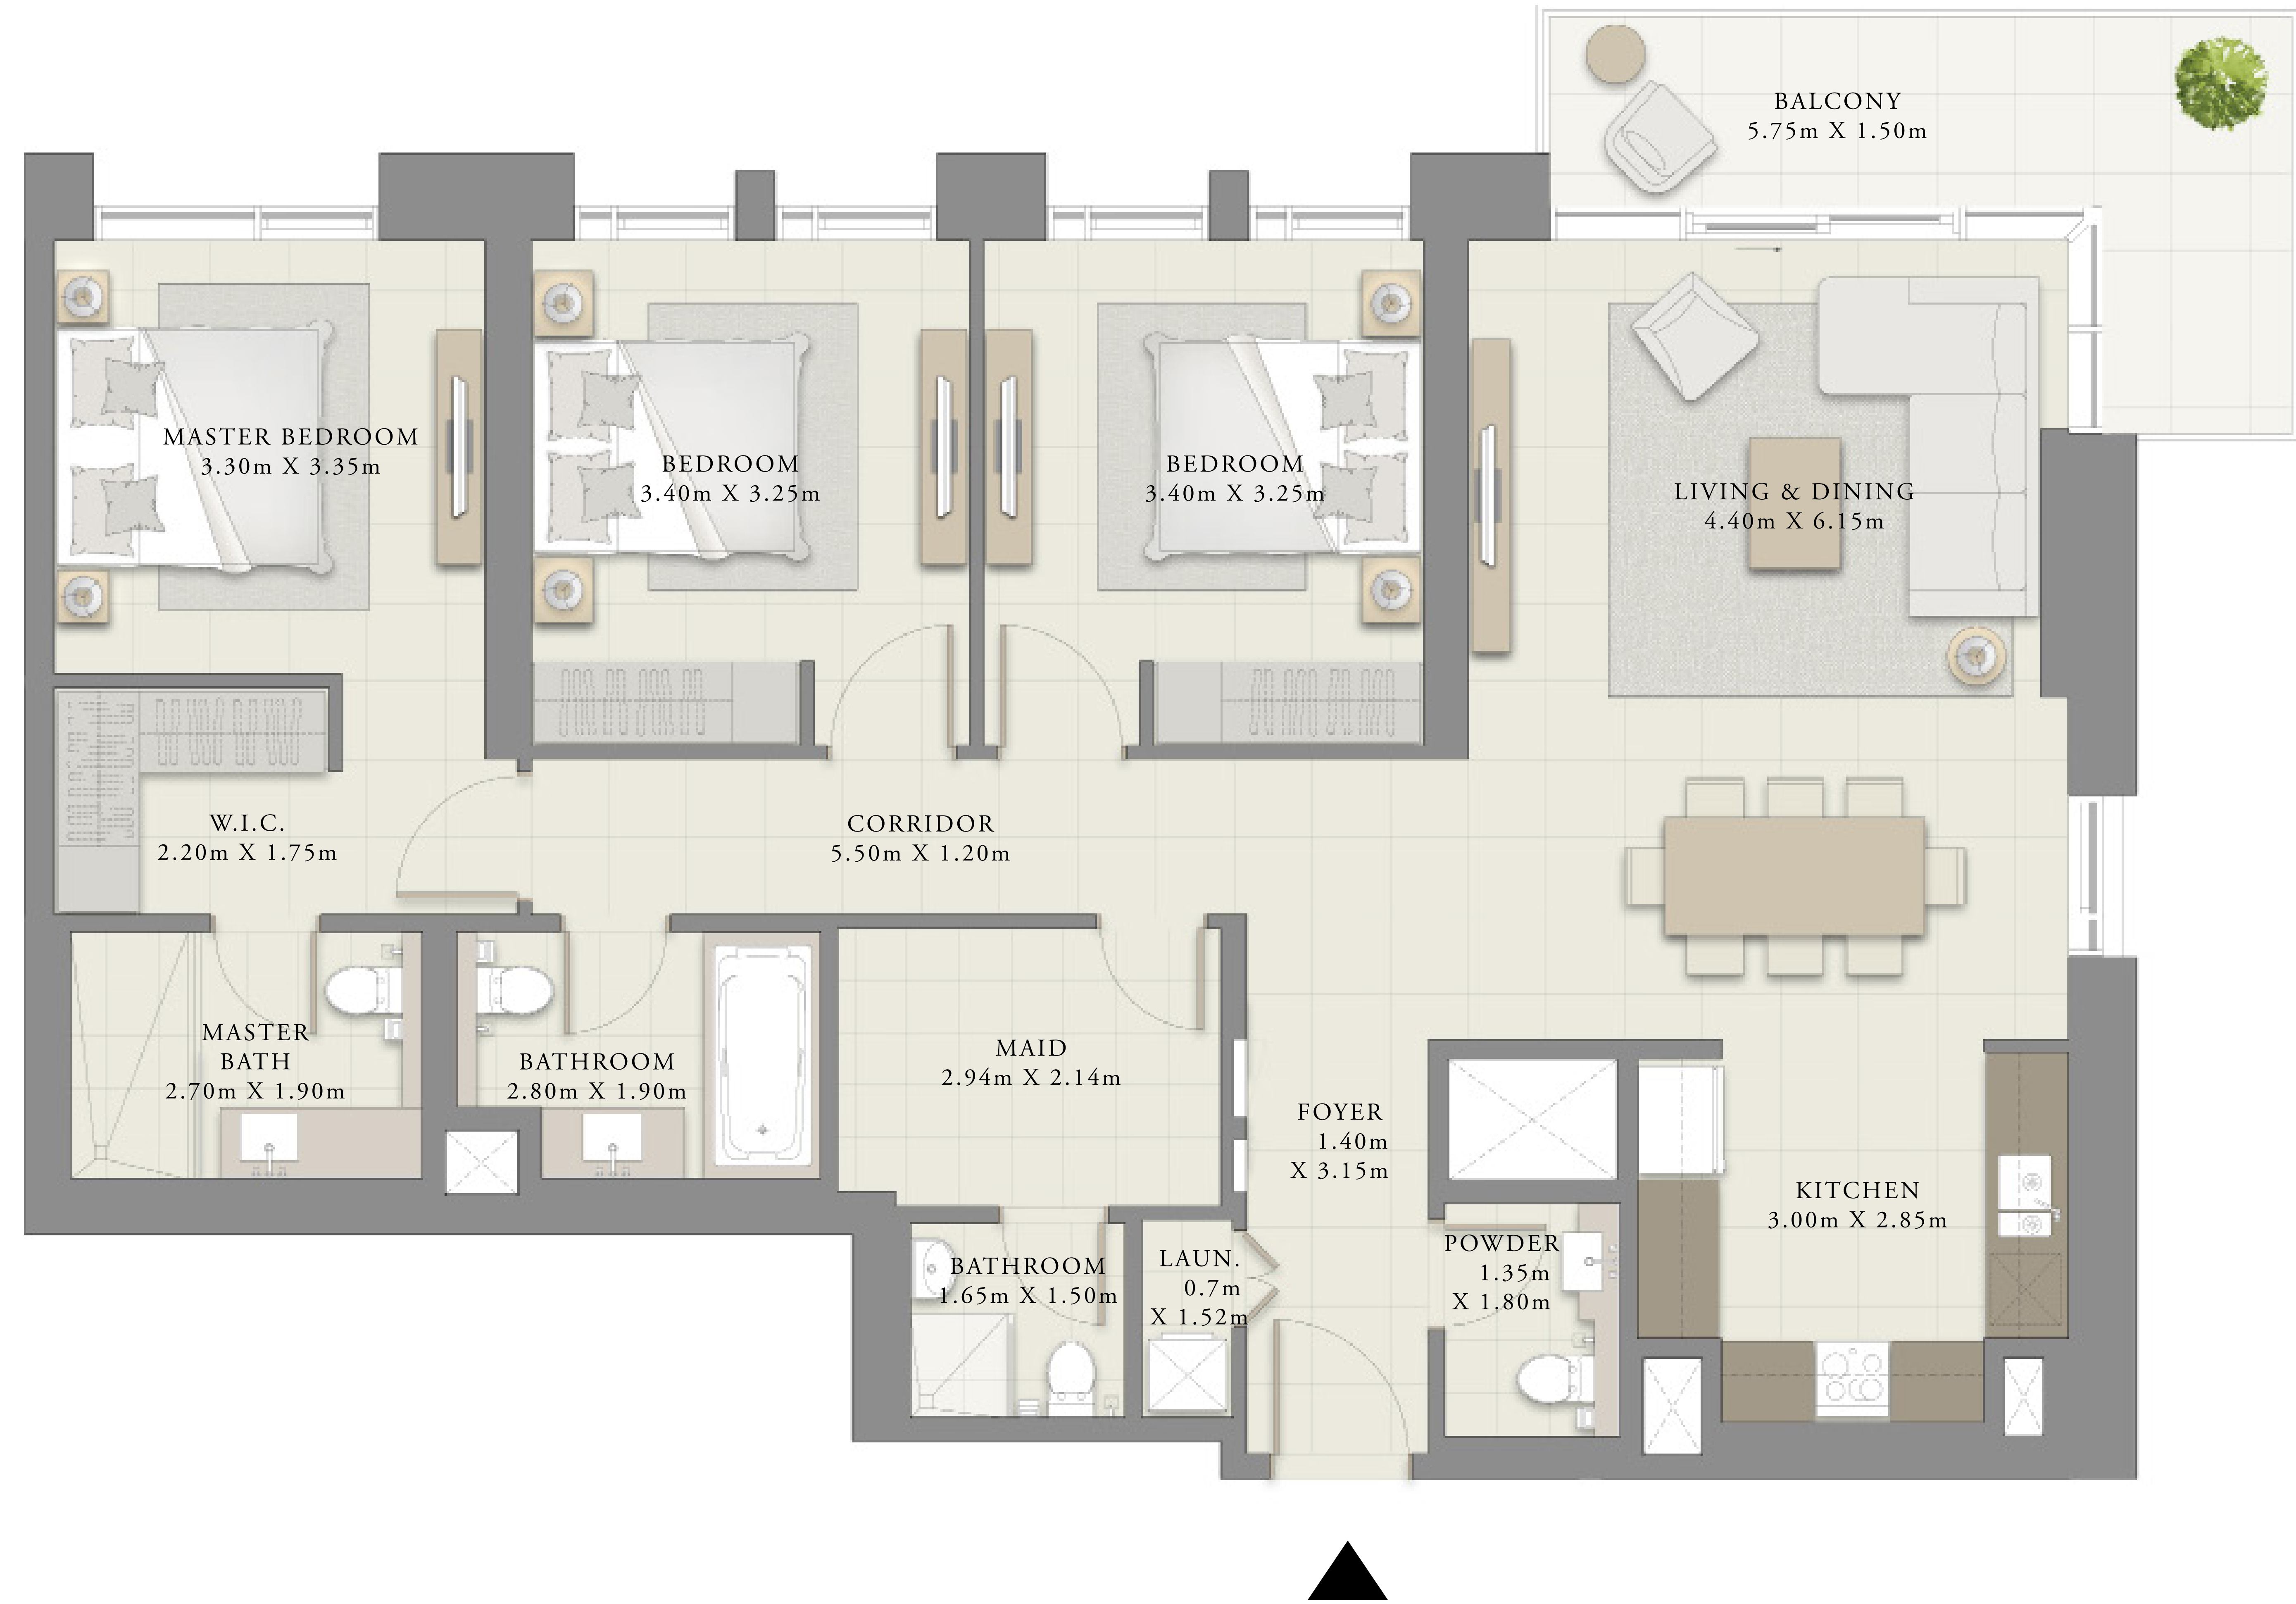 BALCONY
5.75m X 1.50m
MASTER BEDROOM
3.30m X 3.35m
BEDROOM
3.40m X 3.25m
BEDROOM
3.40m X 3.25m
LIVING & DINING
4.40m X 6.15m
W.I.C.
2.20m X 1.75m
CORRIDOR
5.50m X 1.20m
MASTER
BATH
2.70m X 1.90m
BATHROOM
2.80m X 1.90m
MAID
2.94m X 2.14m
FOYER
1.40m
X 3.15m
KITCHEN
3.00m X 2.85m
BATHROOM
1.65m X 1.50m
LAUN.
0.7m
X 1.52m
POWDER
1.35m
X 1.80m